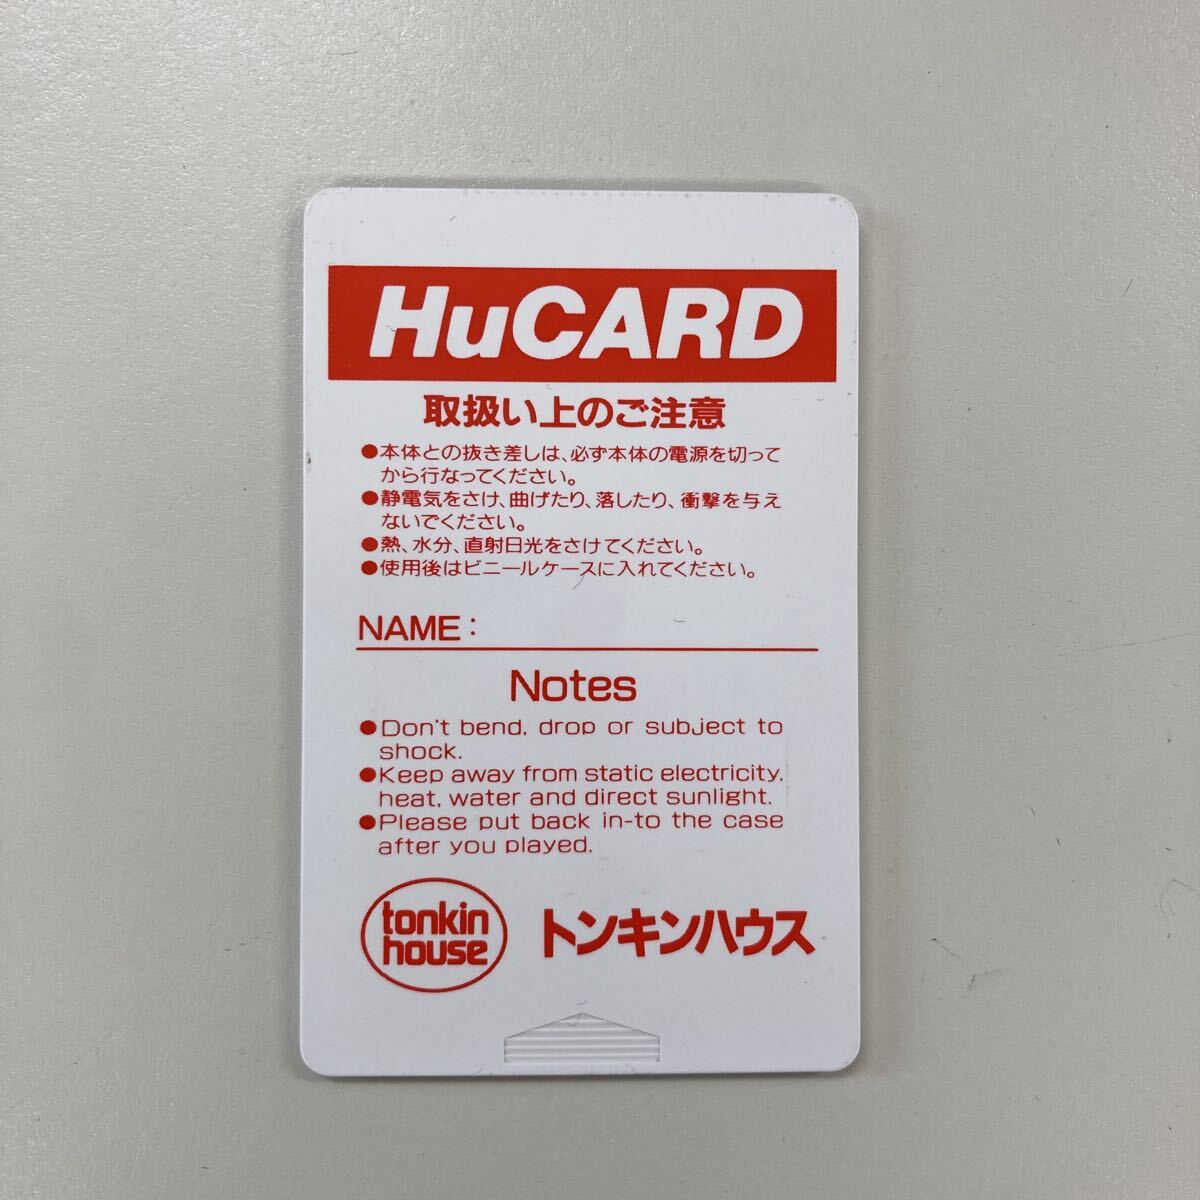 HuCARD
取扱い上のご注意
●本体との抜き差しは、必ず本体の電源を切って
から行なってください。
●静電気をさけ、曲げたり、落したり、衝撃を与え
ないでください。
●熱、水分、直射日光をさけてください。
●使用後はビニールケースに入れてください。
NAME:
Notes
●Don't bend, drop or subject to
shock.
●Keep away from static electricity.
heat, water and direct sunlight.
●Please put back in-to the case
after you played.
tonkin
house
トンキンハウス